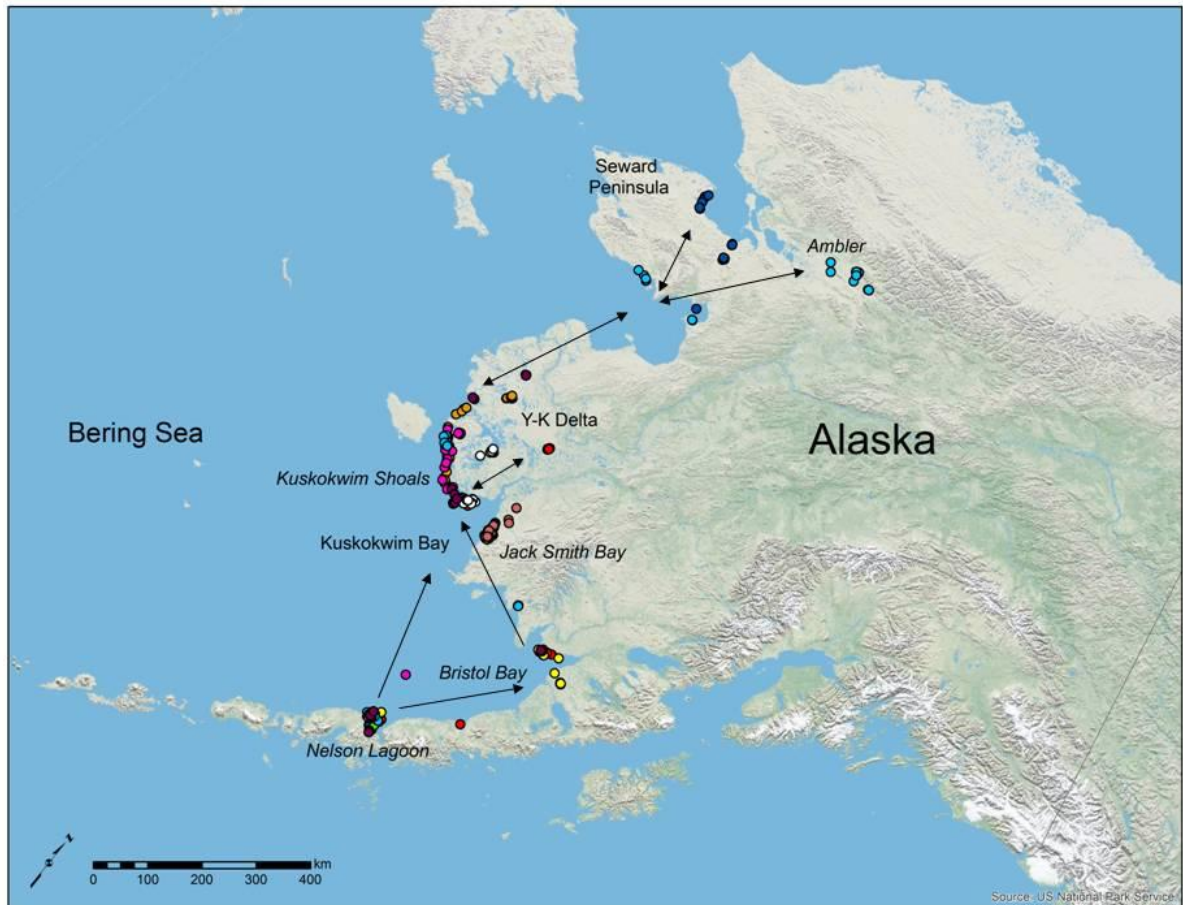 Seward
Peninsula
Ambler
Y-K Delta
Bering Sea
Alaska
Kuskokwim Shoals
Kuskokwim Bay
Jack Smith Bay
Bristol Bay
Nelson Lagoon
N
km
0 100 200 300 400
Source: US National Park Service